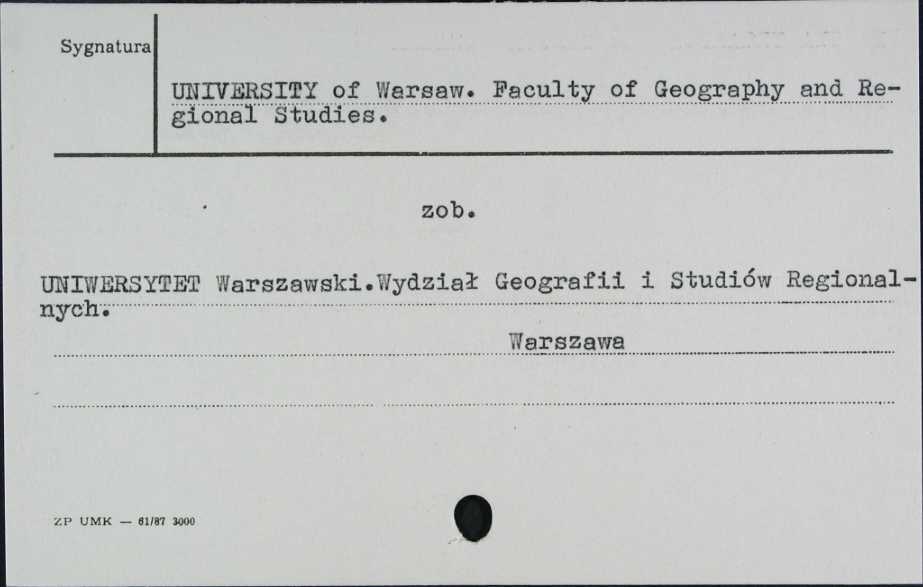 Sygnatura
UNIVERSITY of Warsaw. Faculty of Geography and Re-
gional Studies.
zob.
UNIWERSYTET Warszawski.Wydział Geografii i Studiów Regional-
nych.
Warszawa
ZP UMK — 61/87 3000